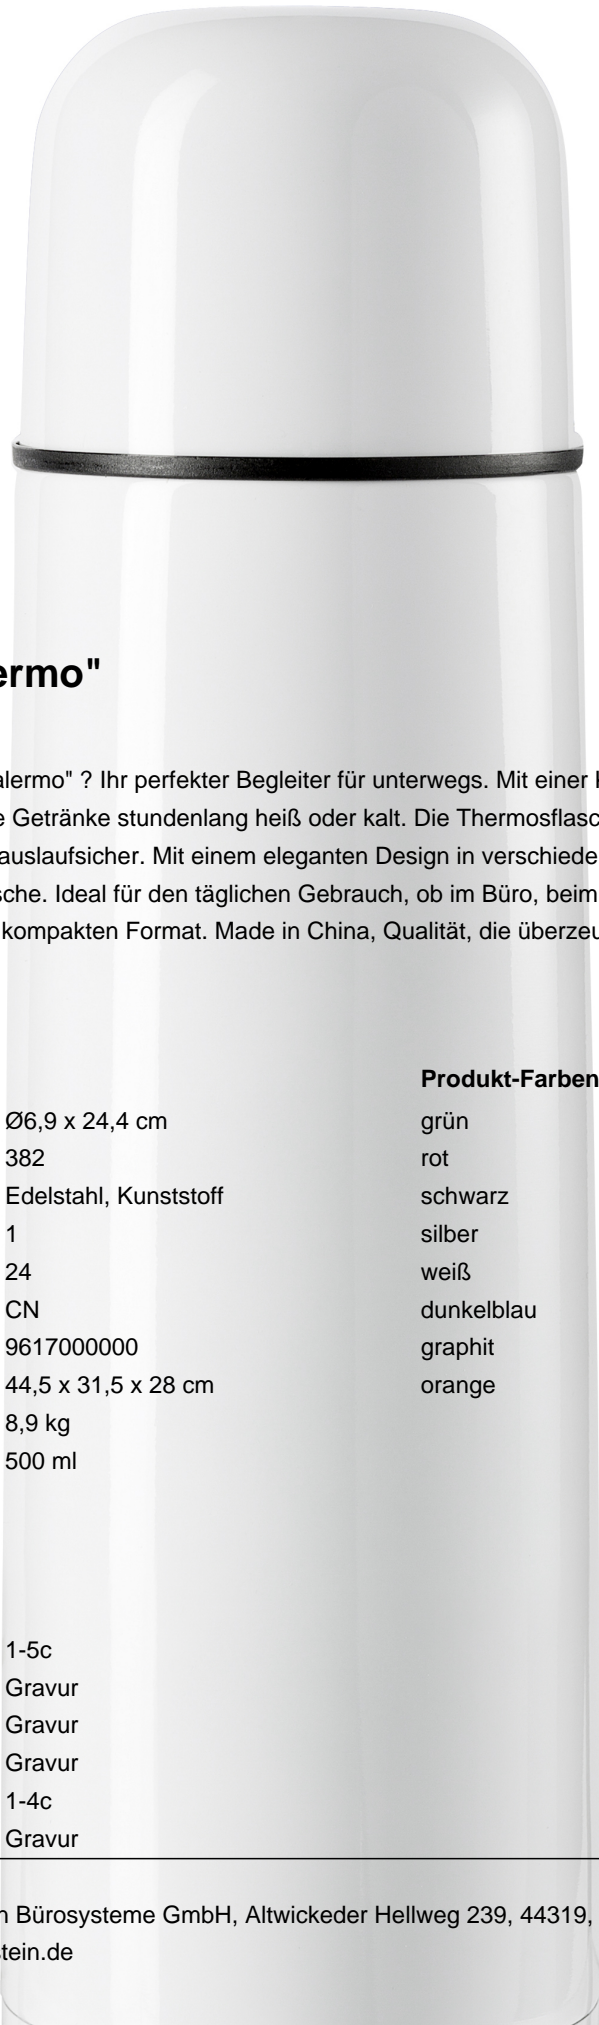 ermo"
alermo" ? Ihr perfekter Begleiter für unterwegs. Mit einer
e Getränke stundenlang heiß oder kalt. Die Thermosflasc
auslaufsicher. Mit einem eleganten Design in verschiede
sche. Ideal für den täglichen Gebrauch, ob im Büro, beim
kompakten Format. Made in China, Qualität, die überzeu
Produkt-Farben
Ø6,9 x 24,4 cm grün
382 rot
Edelstahl, Kunststoff schwarz
1 silber
24 weiß
CN dunkelblau
9617000000 graphit
44,5 x 31,5 x 28 cm orange
8,9 kg
500 ml
1-5c
Gravur
Gravur
Gravur
1-4c
Gravur
n Bürosysteme GmbH, Altwickeder Hellweg 239, 44319,
tein.de